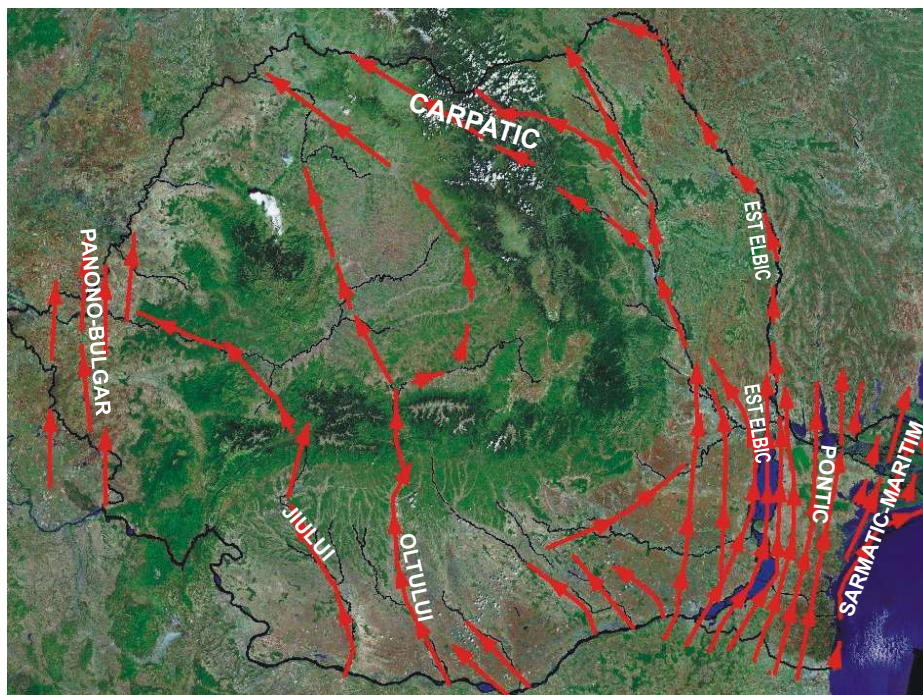 CARPATIC
EST ELBIC
PANONO-BULGAR
EST ELBIC
PONTIC
SARMATIC-MARITIM
JIULUI
OLTULUI